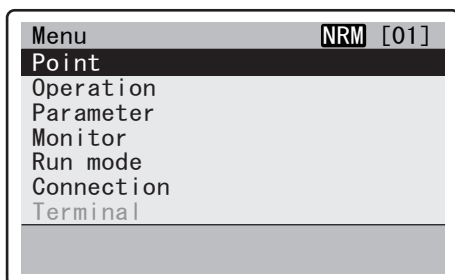 Menu NRM [01]
Point
Operation
Parameter
Monitor
Run mode
Connection
Terminal